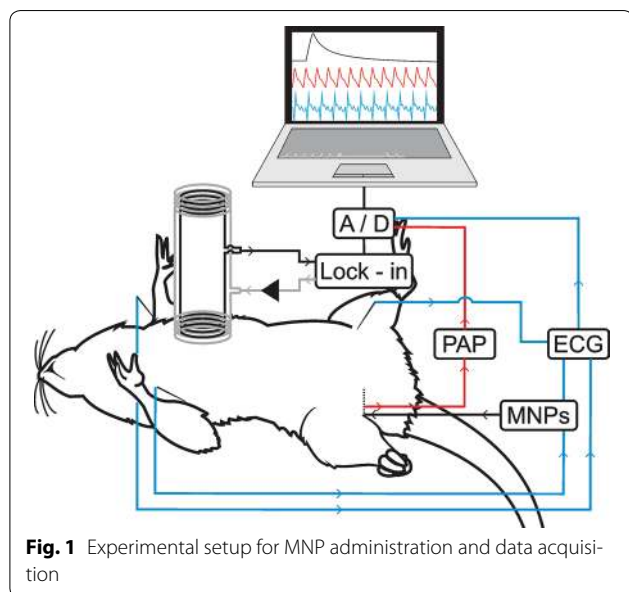 A / D
Lock - in
PAP
ECG
MNPs
Fig. 1 Experimental setup for MNP administration and data acquisi-
tion